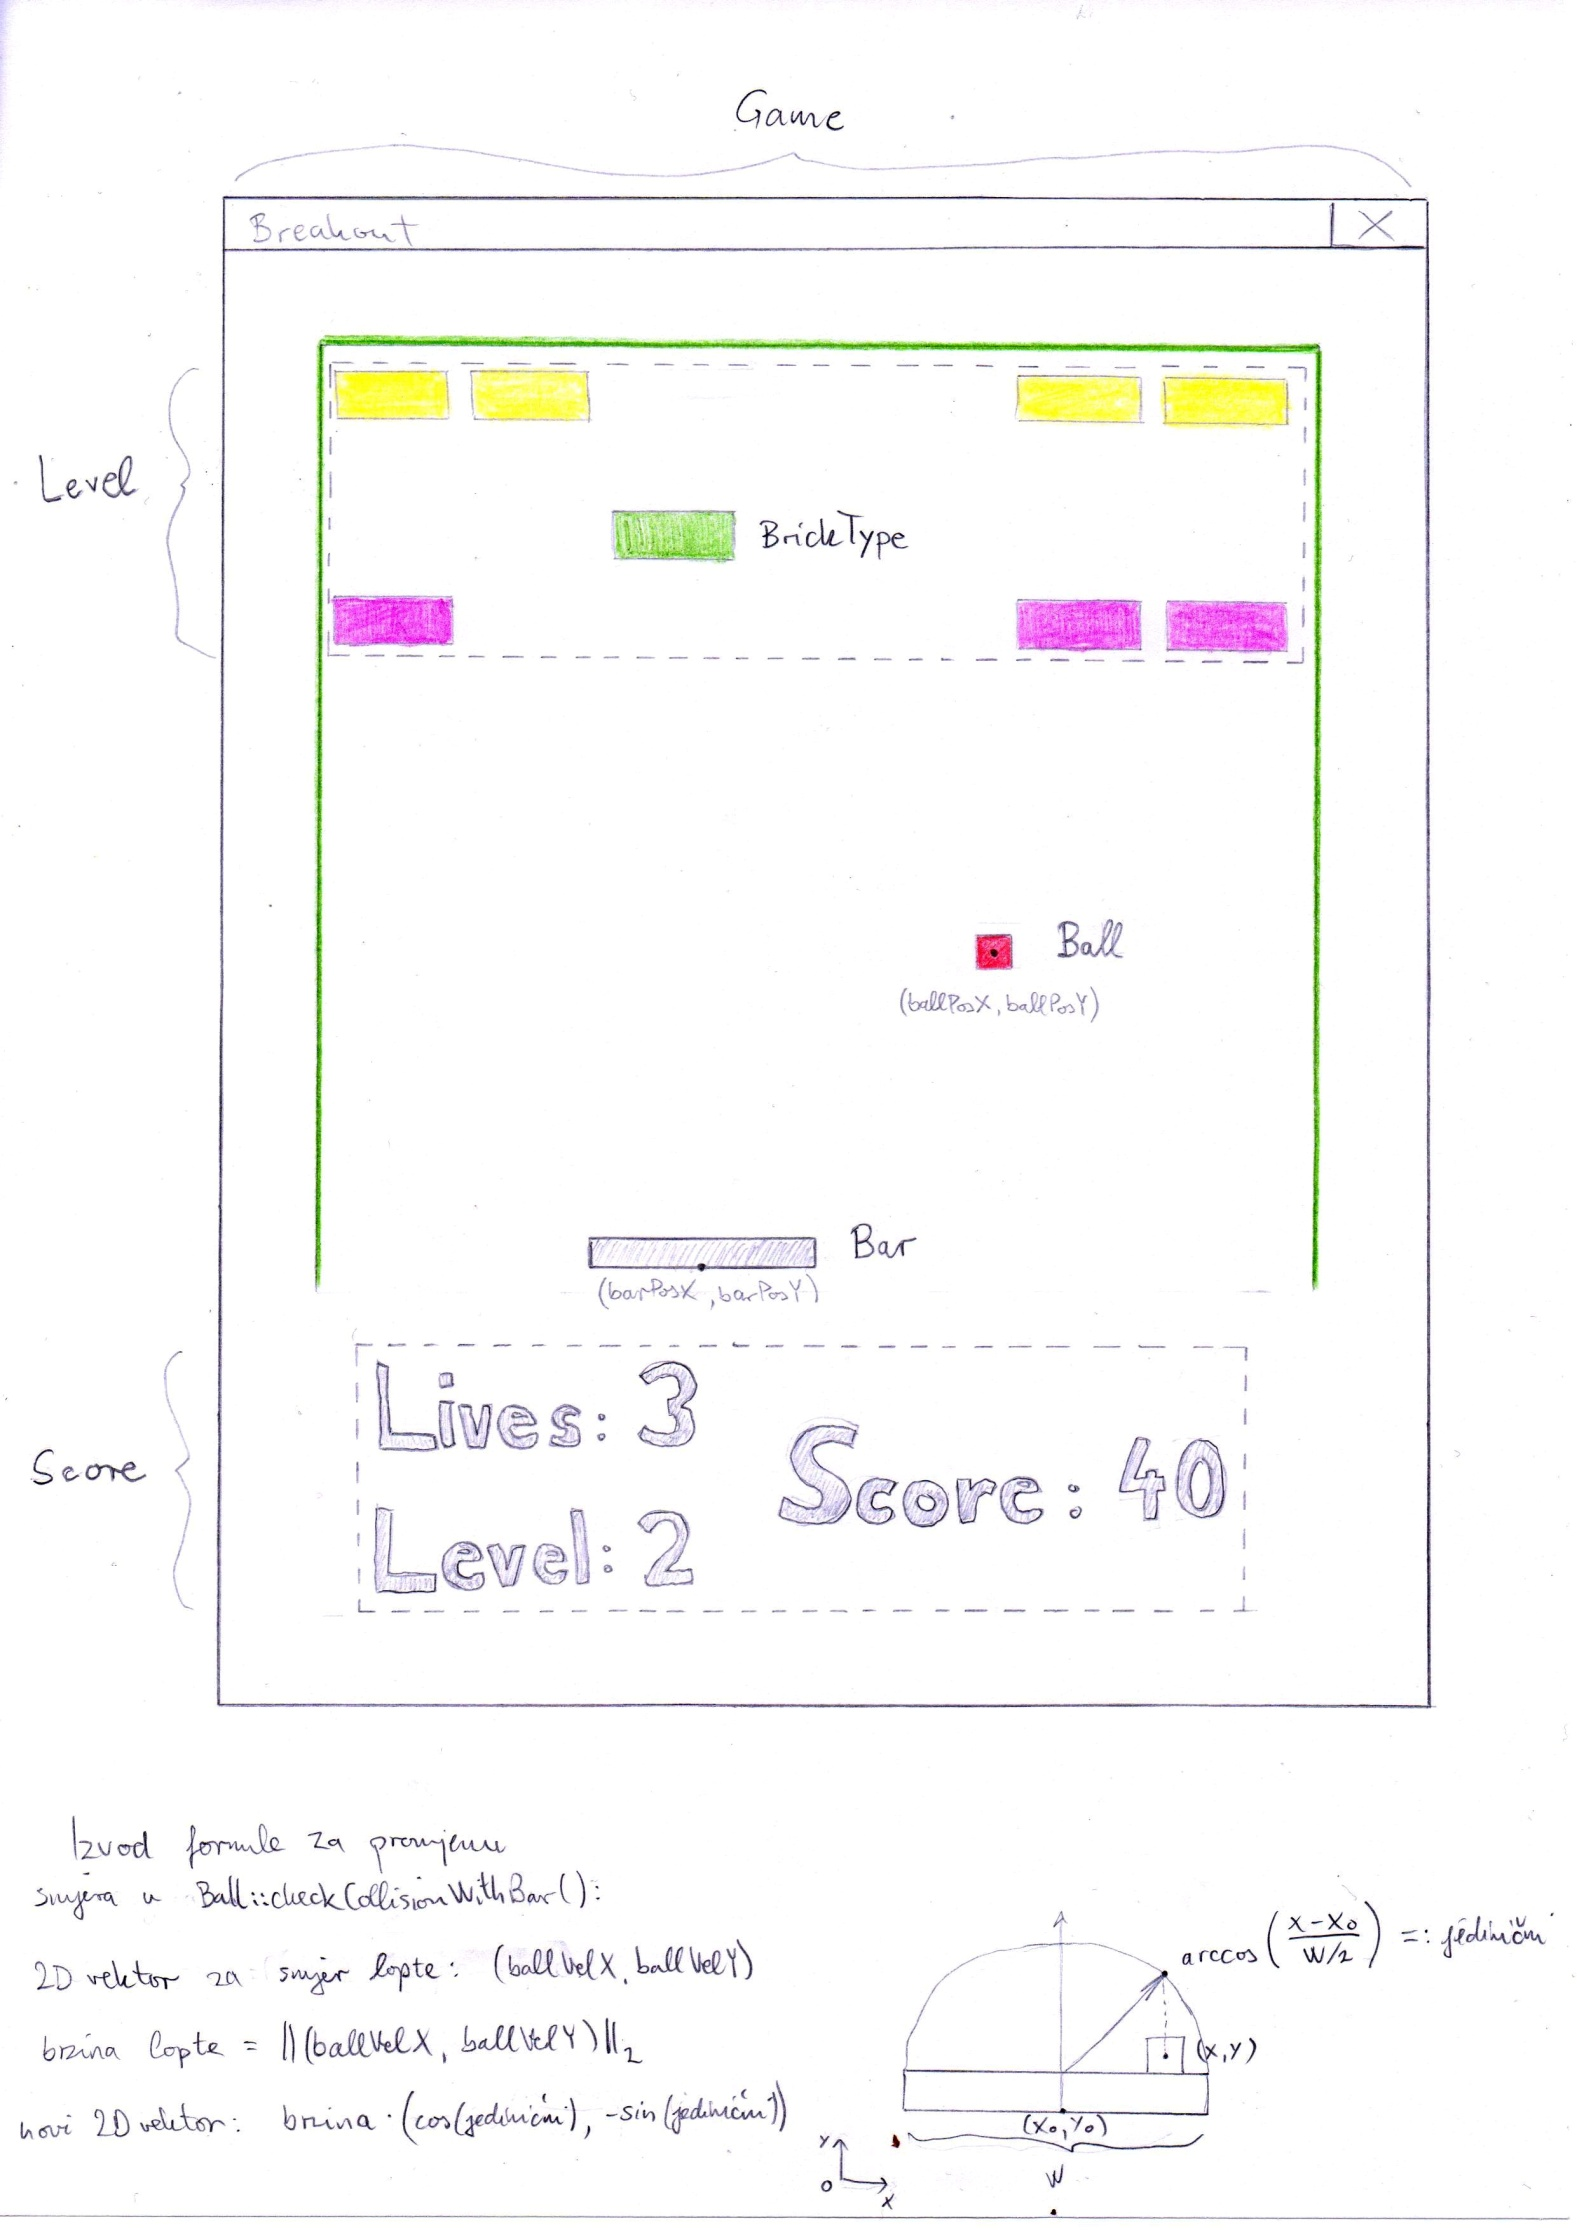 Game
Breakout
X
Level
BrickType
Ball
(ballPosX, ballPosY)
Bar
(barPosX, barPosY)
Score
Lives: 3
Level: 2
Score: 40
Izvod formule za promjenu
smjera u Ball::checkCollisionWithBar():
2D vektor za smjer lopte: (ballVelX, ballVelY)
brzina lopte = ||(ballVelX, ballVelY)||₂
novi 2D vektor: brzina · (cos(jedinični), -sin(jedinični))
arccos((X-X₀)/(W/2)) =: jedinični
(X,Y)
(X₀,Y₀)
W
Y
0
X